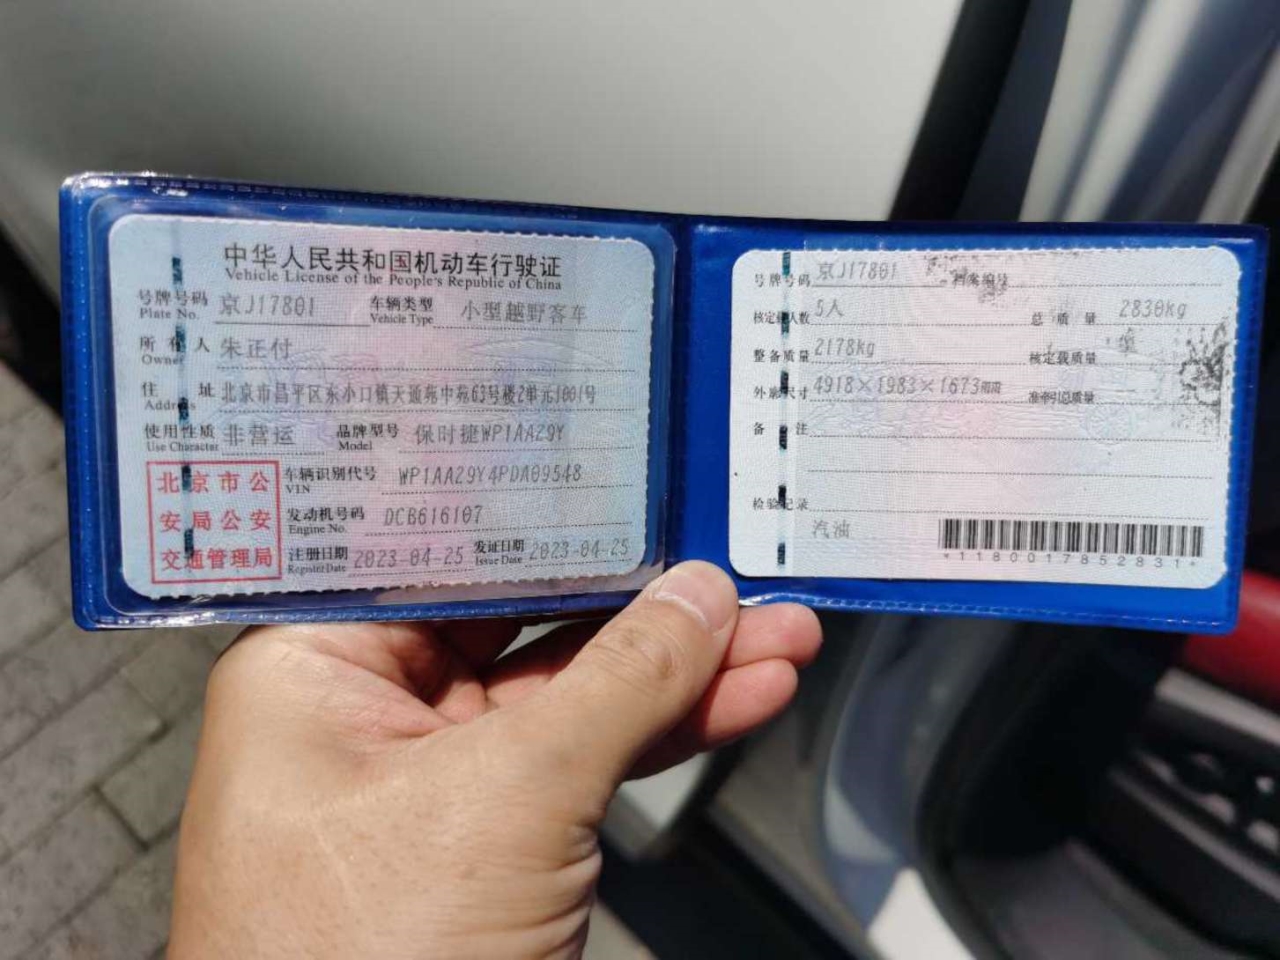 中华人民共和国机动车行驶证
Vehicle License of the People's Republic of China
号牌号码 京J17801 车辆类型 小型越野客车
Plate No. Vehicle Type
所有人 朱正付
Owner
住址 北京市昌平区东小口镇天通苑中苑63号楼2单元1001号
Address
使用性质 非营运 品牌型号 保时捷WP1AA29Y
Use Character Model
北京市公
安局公安
交通管理局
车辆识别代号 WP1AA29Y4PDA09548
VIN
发动机号码 DCB616107
Engine No.
注册日期 2023-04-25 发证日期 2023-04-25
Register Date Issue Date
号牌号码 京J17801 档案编号
核定载人数 5人 总质量 2830kg
整备质量 2178kg 核定载质量
外廓尺寸 4918×1983×1673 准牵引总质量
备注
检验记录
汽油
*1180017852831*